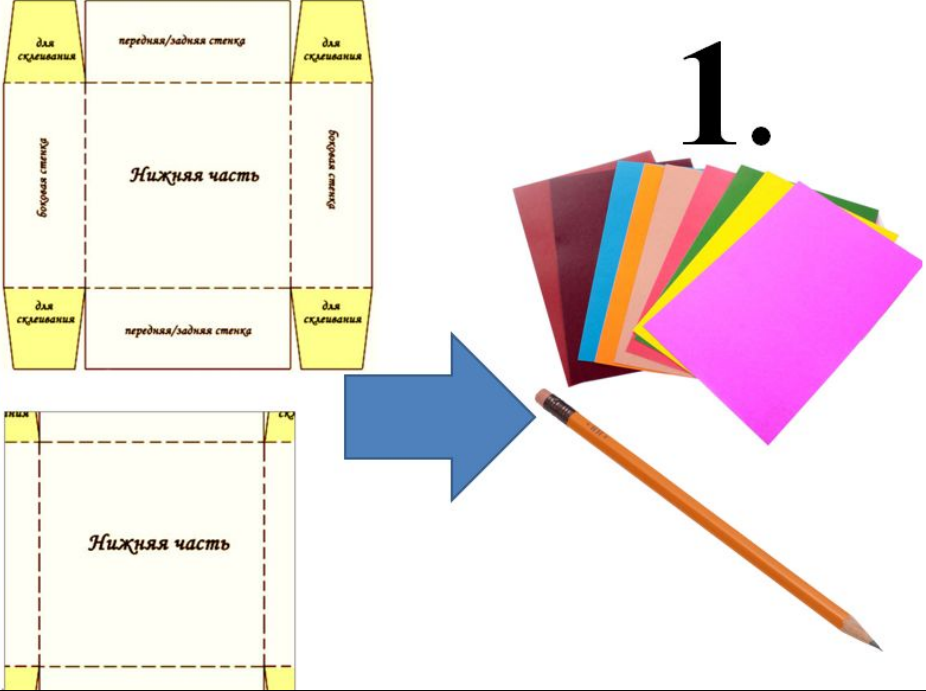 для
склеивания
передняя/задняя стенка
для
склеивания
боковая стенка
Нижняя часть
боковая стенка
для
склеивания
передняя/задняя стенка
для
склеивания
1.
Нижняя часть